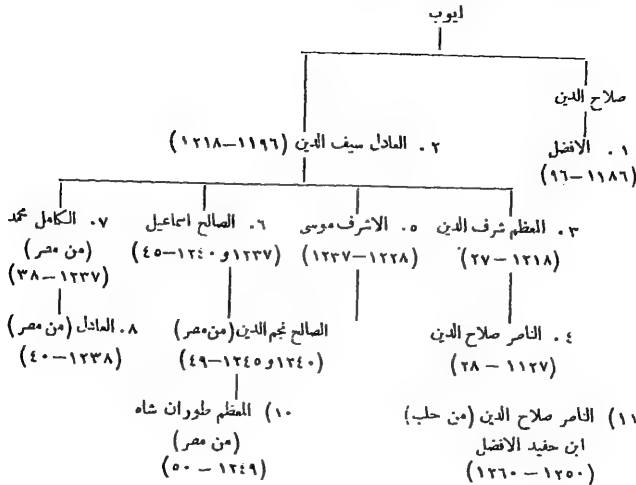 ايوب
صلاح الدين
١. الافضل
(١١٨٦–٩٦)
٢. العادل سيف الدين (١١٩٦–١٢١٨)
٣. المعظم شرف الدين
(١٢١٨–٢٧)
٥. الاشرف موسى
(١٢٢٨–١٢٣٧)
٦. الصالح اسماعيل
(١٢٣٧ و ١٢٤٠–٤٥)
٧. الكامل محمد
(من مصر)
(١٢٣٧–٣٨)
٤. الناصر صلاح الدين
(١١٢٧–٢٨)
الصالح نجم الدين (من مصر)
(١٢٤٠ و ١٢٤٥–٤٩)
٨. العادل (من مصر)
(١٢٣٨–٤٠)
١١) الناصر صلاح الدين (من حلب)
ابن حفيد الافضل
(١٢٥٠–١٢٦٠)
١٠) المعظم طوران شاه
(من مصر)
(١٢٤٩–٥٠)